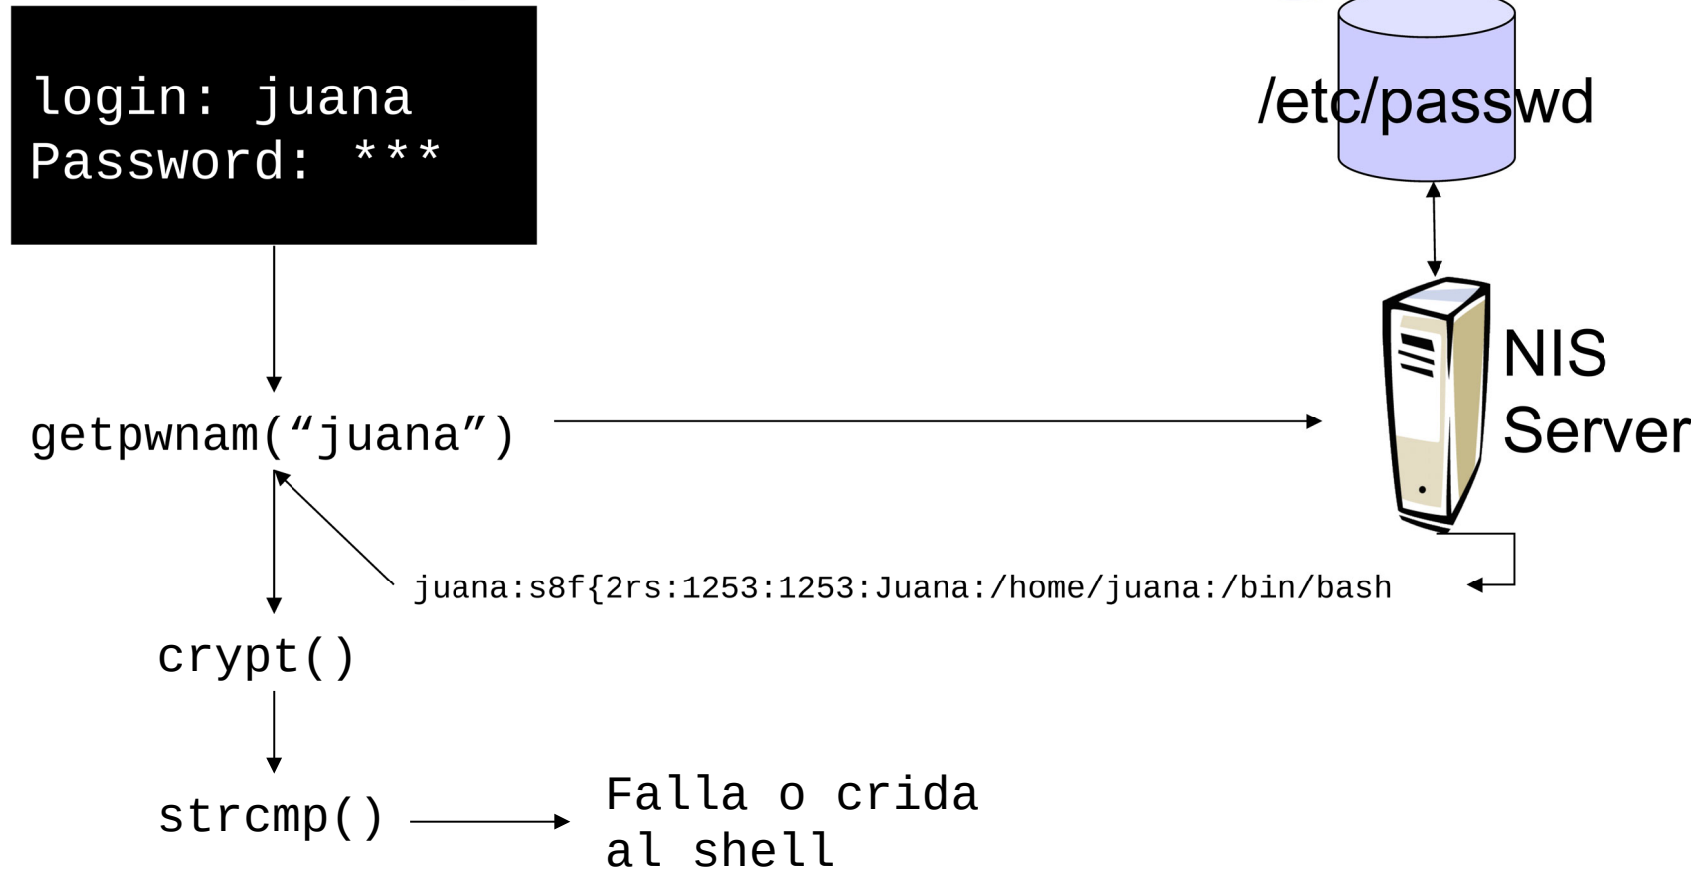 login: juana
Password: ***
/etc/passwd
NIS
Server
getpwnam(“juana”)
juana:s8f{2rs:1253:1253:Juana:/home/juana:/bin/bash
crypt()
strcmp()
Falla o crida
al shell